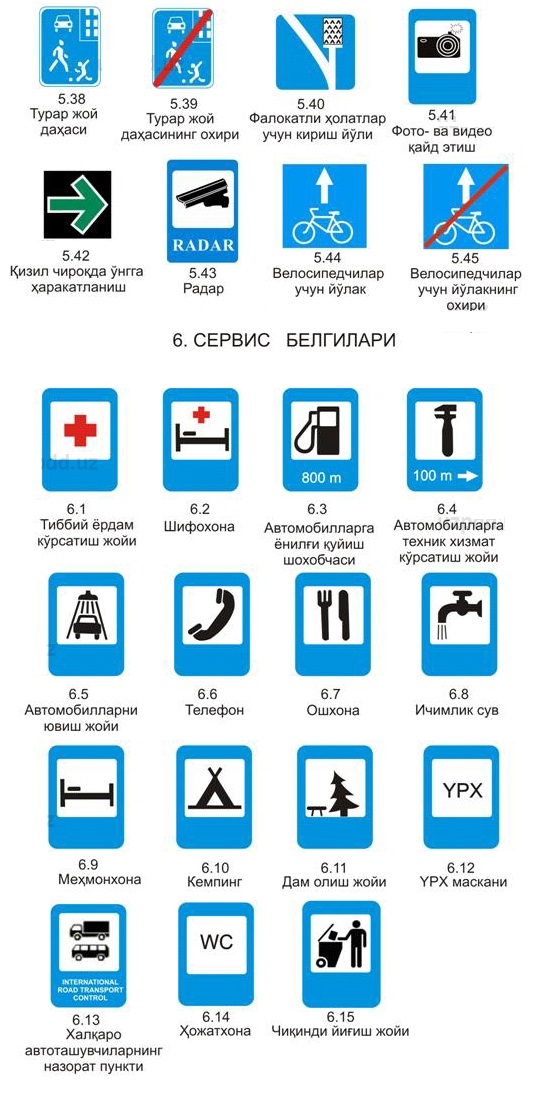 5.38
Турар жой
даҳаси
5.39
Турар жой
даҳасининг охири
5.40
Фалокатли ҳолатлар
учун кириш йўли
5.41
Фото- ва видео
қайд этиш
5.42
Қизил чироқда ўнгга
ҳаракатланиш
RADAR
5.43
Радар
5.44
Велосипедчилар
учун йўлак
5.45
Велосипедчилар
учун йўлакнинг
охири
6. СЕРВИС БЕЛГИЛАРИ
6.1
Тиббий ёрдам
кўрсатиш жойи
6.2
Шифохона
800 m
6.3
Автомобилларга
ёнилғи қуйиш
шохобчаси
100 m
6.4
Автомобилларга
техник хизмат
кўрсатиш жойи
6.5
Автомобилларни
ювиш жойи
6.6
Телефон
6.7
Ошхона
6.8
Ичимлик сув
6.9
Меҳмонхона
6.10
Кемпинг
6.11
Дам олиш жойи
YPX
6.12
YPX маскани
INTERNATIONAL
ROAD TRANSPORT
CONTROL
6.13
Халқаро
автоташувчиларнинг
назорат пункти
WC
6.14
Ҳожатхона
6.15
Чиқинди йиғиш жойи